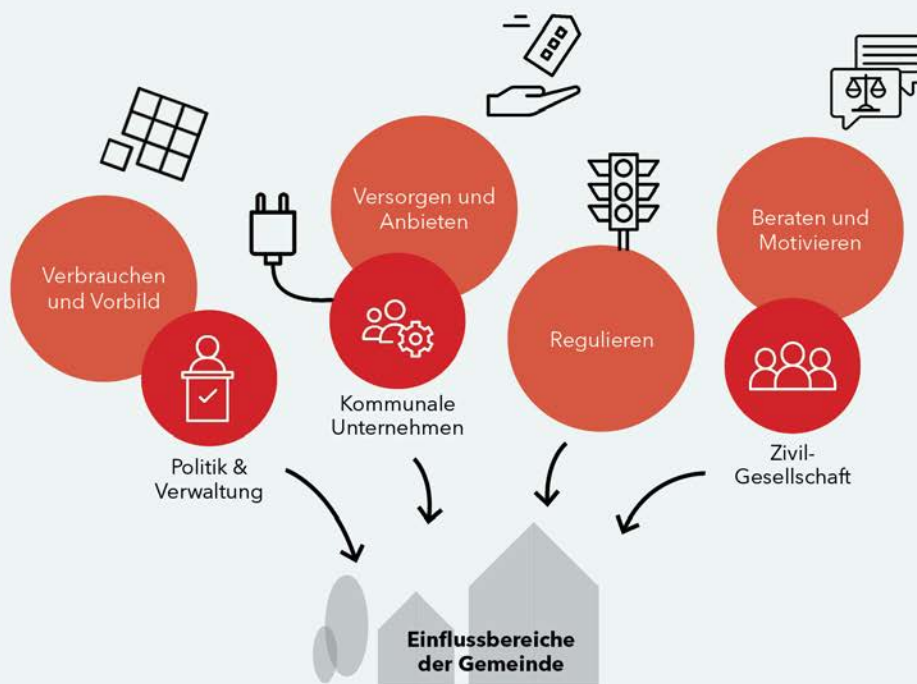 Verbrauchen
und Vorbild
Politik &
Verwaltung
Versorgen und
Anbieten
Kommunale
Unternehmen
Regulieren
Beraten und
Motivieren
Zivil-
Gesellschaft
Einflussbereiche
der Gemeinde